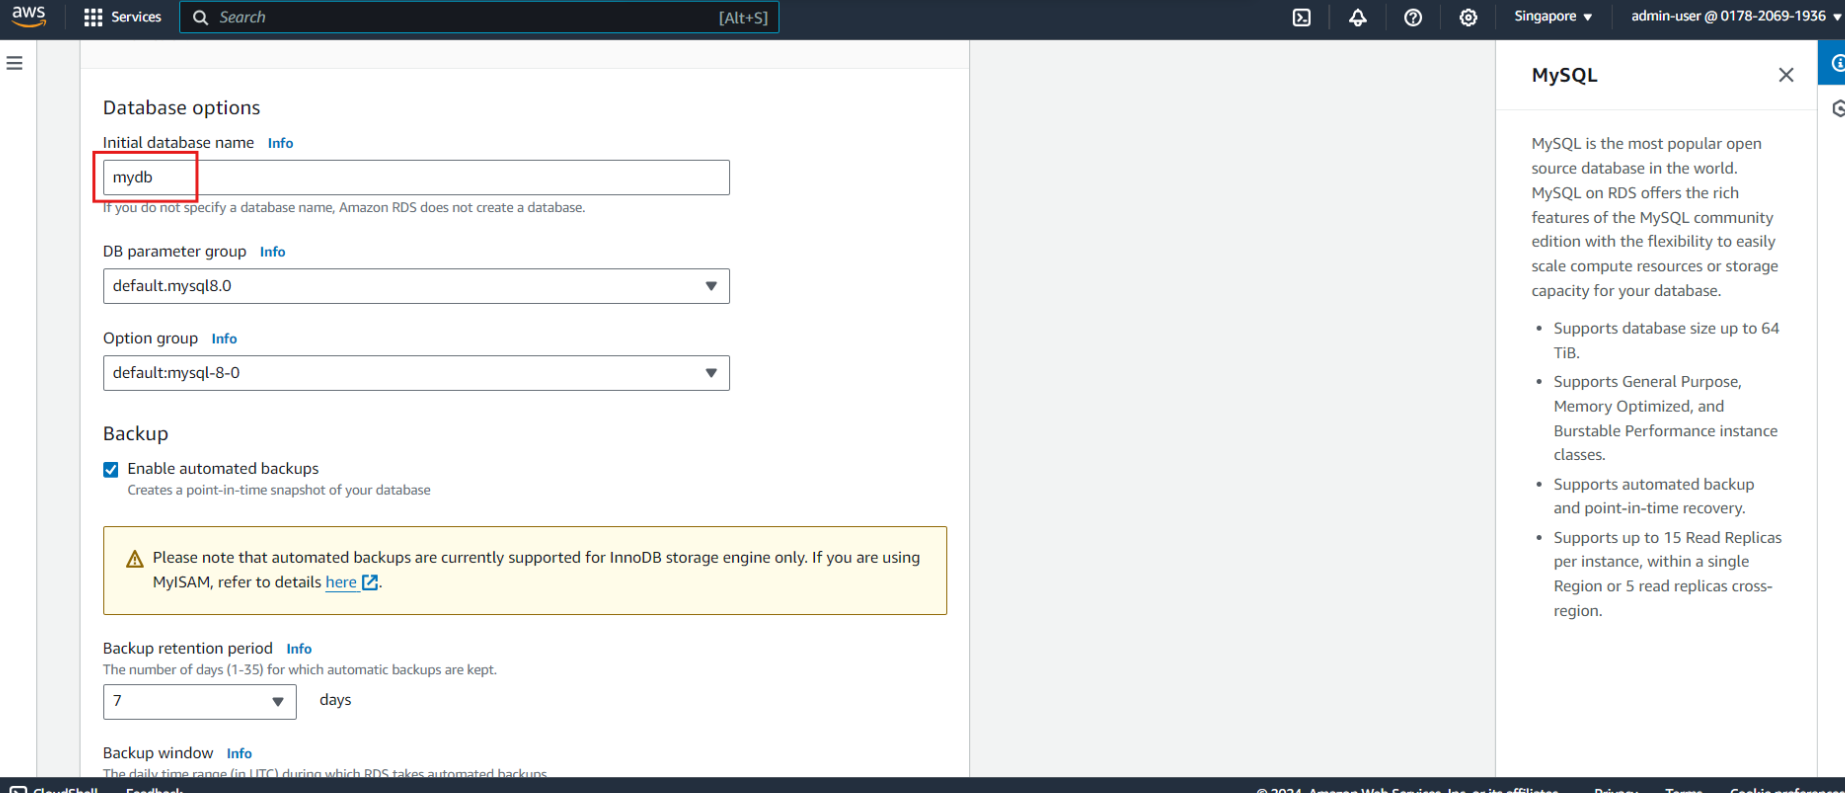 aws
Services
Search
[Alt+S]
Singapore
admin-user @ 0178-2069-1936
Database options
Initial database name Info
mydb
If you do not specify a database name, Amazon RDS does not create a database.
DB parameter group Info
default.mysql8.0
Option group Info
default:mysql-8-0
Backup
Enable automated backups
Creates a point-in-time snapshot of your database
Please note that automated backups are currently supported for InnoDB storage engine only. If you are using
MyISAM, refer to details here.
Backup retention period Info
The number of days (1-35) for which automatic backups are kept.
7 days
Backup window Info
The daily time range (in UTC) during which RDS takes automated backups.
MySQL
MySQL is the most popular open
source database in the world.
MySQL on RDS offers the rich
features of the MySQL community
edition with the flexibility to easily
scale compute resources or storage
capacity for your database.
• Supports database size up to 64
TiB.
• Supports General Purpose,
Memory Optimized, and
Burstable Performance instance
classes.
• Supports automated backup
and point-in-time recovery.
• Supports up to 15 Read Replicas
per instance, within a single
Region or 5 read replicas cross-
region.
CloudShell Feedback
© 2024, Amazon Web Services, Inc. or its affiliates. Privacy Terms Cookie preferences